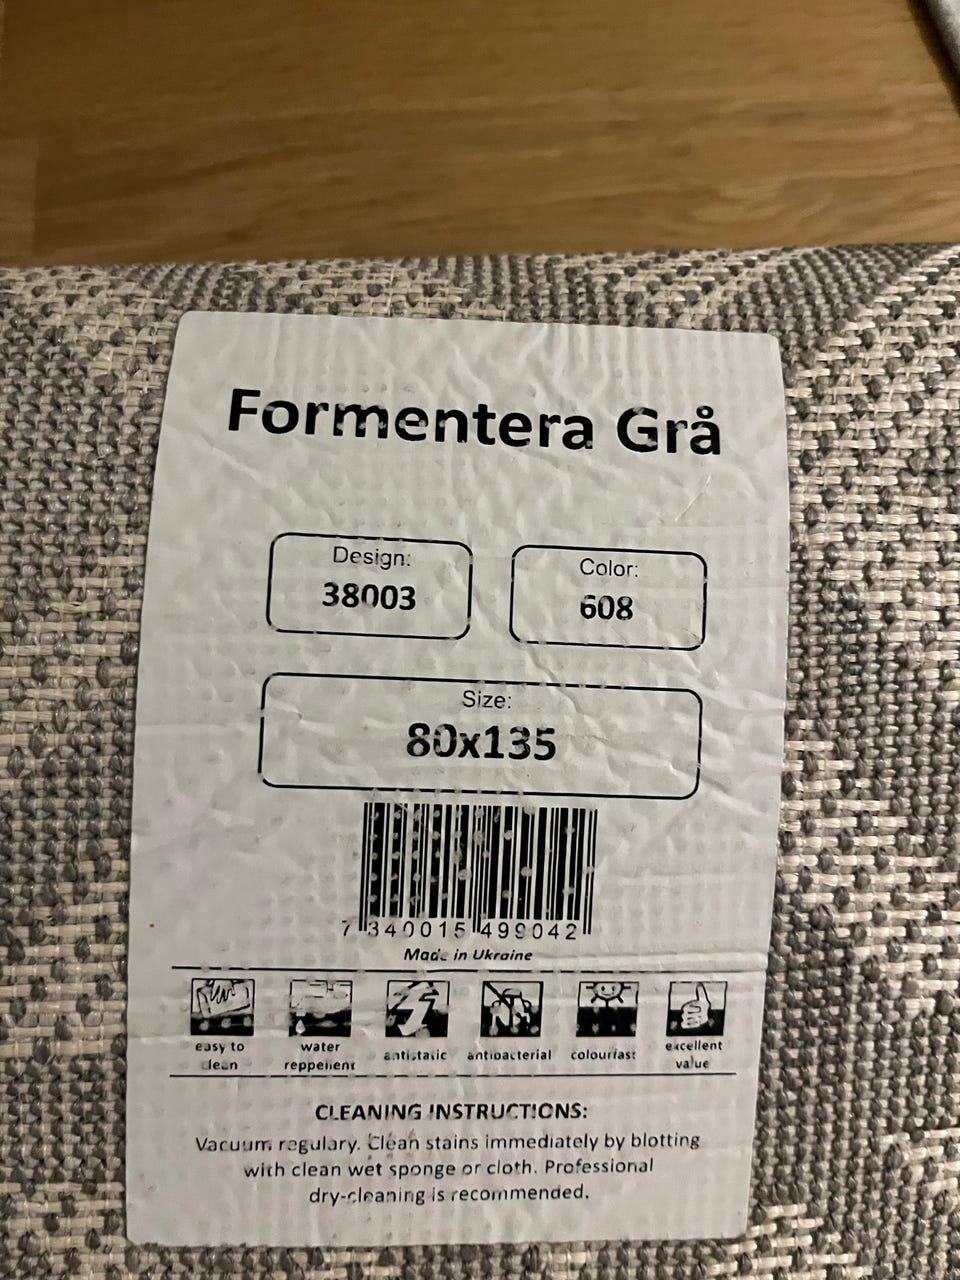 Formentera Grå
Design:
38003
Color:
608
Size:
80x135
7 340015 499042
Made in Ukraine
easy to clean
water reppelient
antistatic
antibacterial
colourfast
excellent value
CLEANING INSTRUCTIONS:
Vacuum regulary. Clean stains immediately by blotting
with clean wet sponge or cloth. Professional
dry-cleaning is recommended.